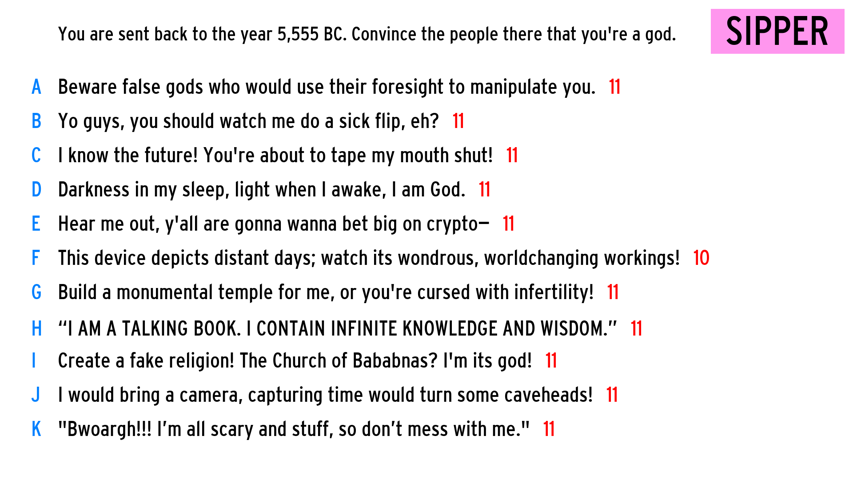 You are sent back to the year 5,555 BC. Convince the people there that you're a god.
SIPPER
A Beware false gods who would use their foresight to manipulate you. 11
B Yo guys, you should watch me do a sick flip, eh? 11
C I know the future! You're about to tape my mouth shut! 11
D Darkness in my sleep, light when I awake, I am God. 11
E Hear me out, y'all are gonna wanna bet big on crypto— 11
F This device depicts distant days; watch its wondrous, worldchanging workings! 10
G Build a monumental temple for me, or you're cursed with infertility! 11
H “I AM A TALKING BOOK. I CONTAIN INFINITE KNOWLEDGE AND WISDOM.” 11
I Create a fake religion! The Church of Bababnas? I'm its god! 11
J I would bring a camera, capturing time would turn some caveheads! 11
K "Bwoargh!!! I’m all scary and stuff, so don’t mess with me." 11